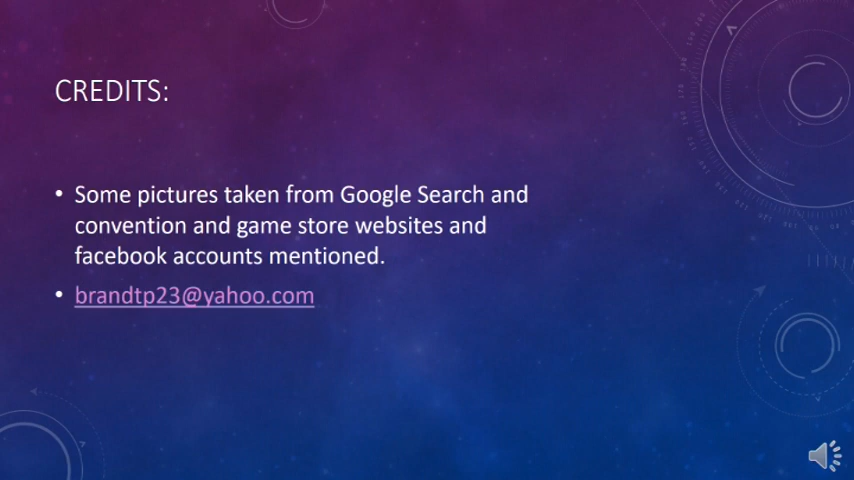 CREDITS:
• Some pictures taken from Google Search and
convention and game store websites and
facebook accounts mentioned.
• brandtp23@yahoo.com